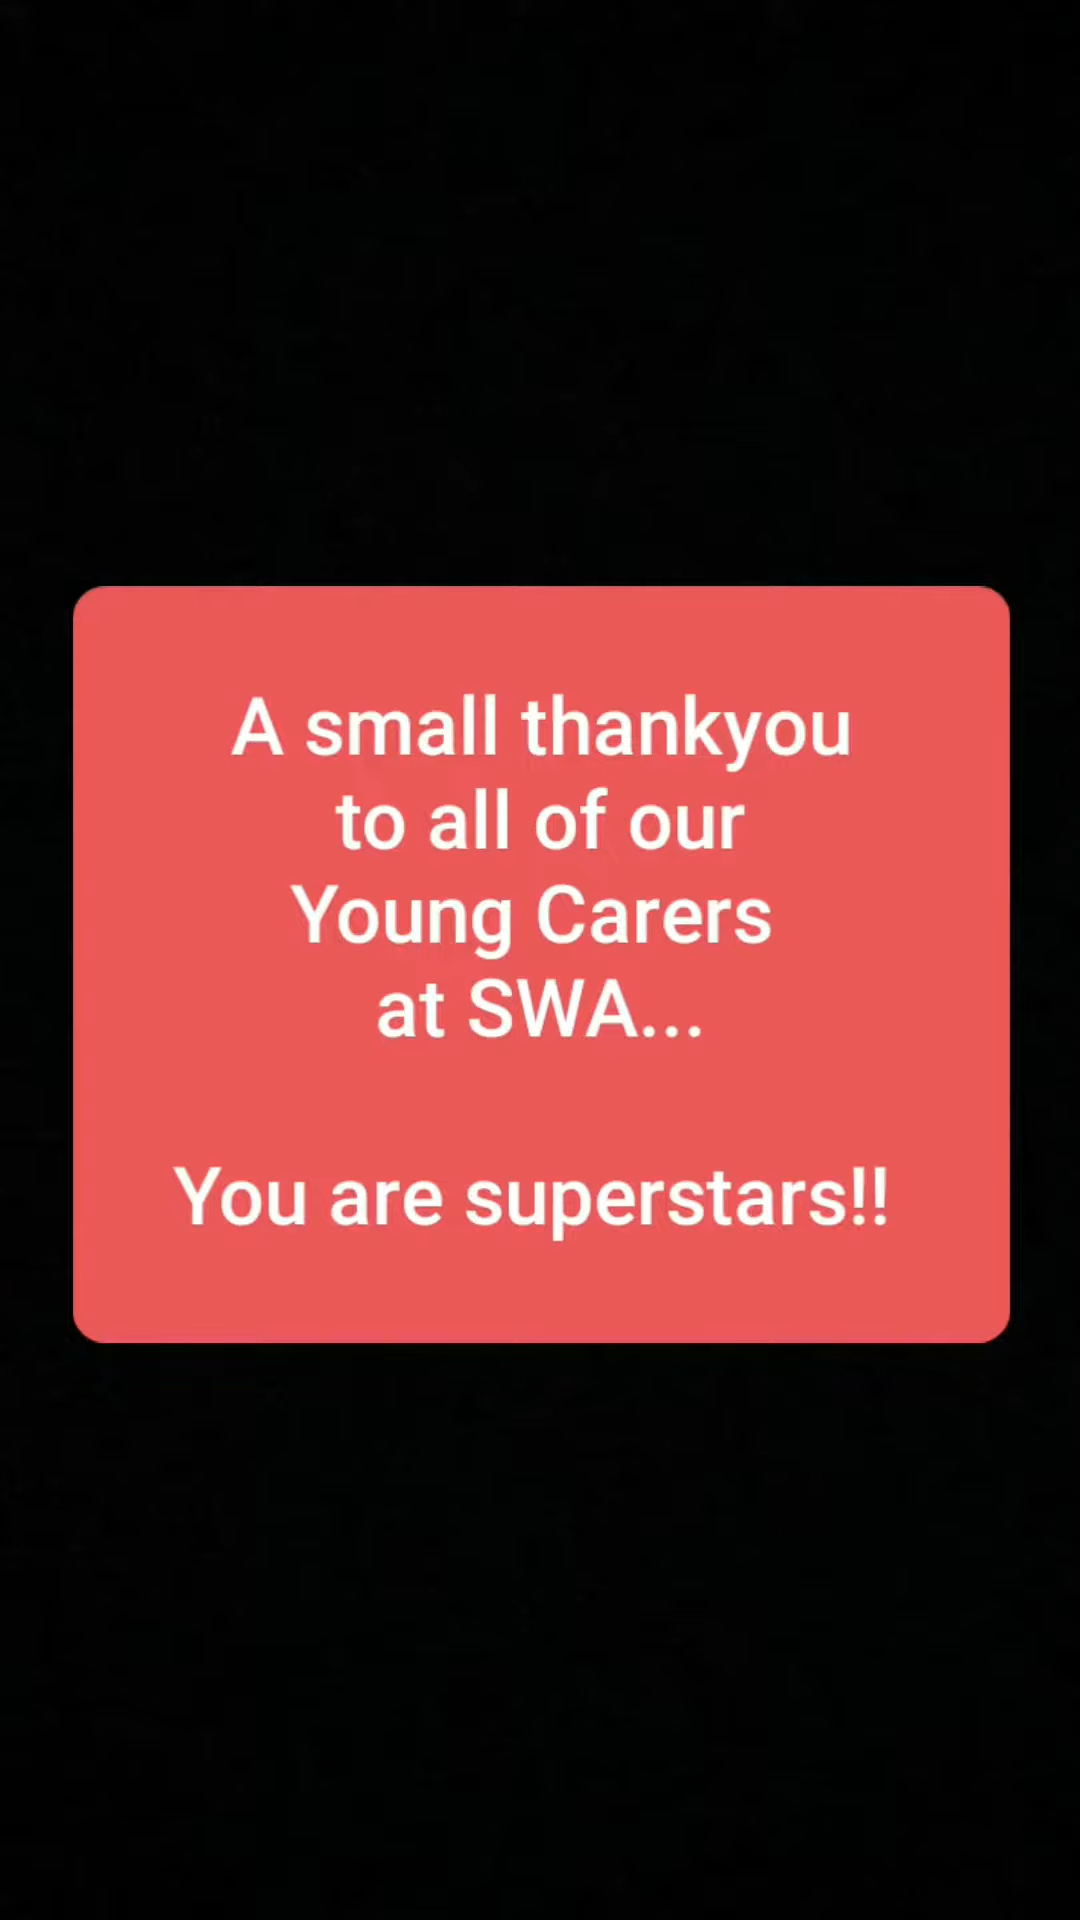 A small thankyou
to all of our
Young Carers
at SWA...
You are superstars!!